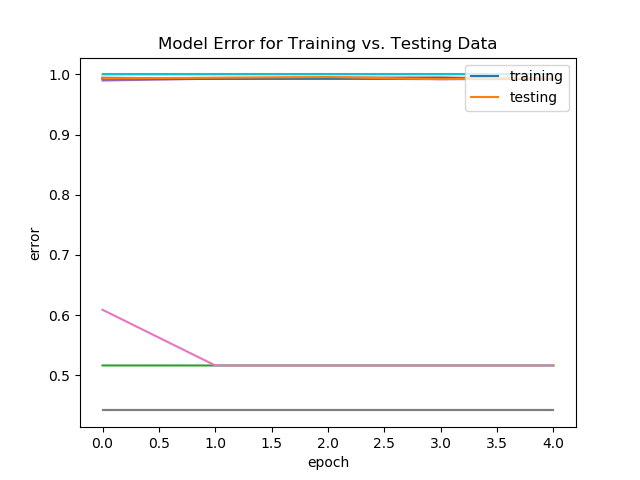 Model Error for Training vs. Testing Data
1.0
0.9
0.8
0.7
0.6
0.5
error
training
testing
0.0 0.5 1.0 1.5 2.0 2.5 3.0 3.5 4.0
epoch